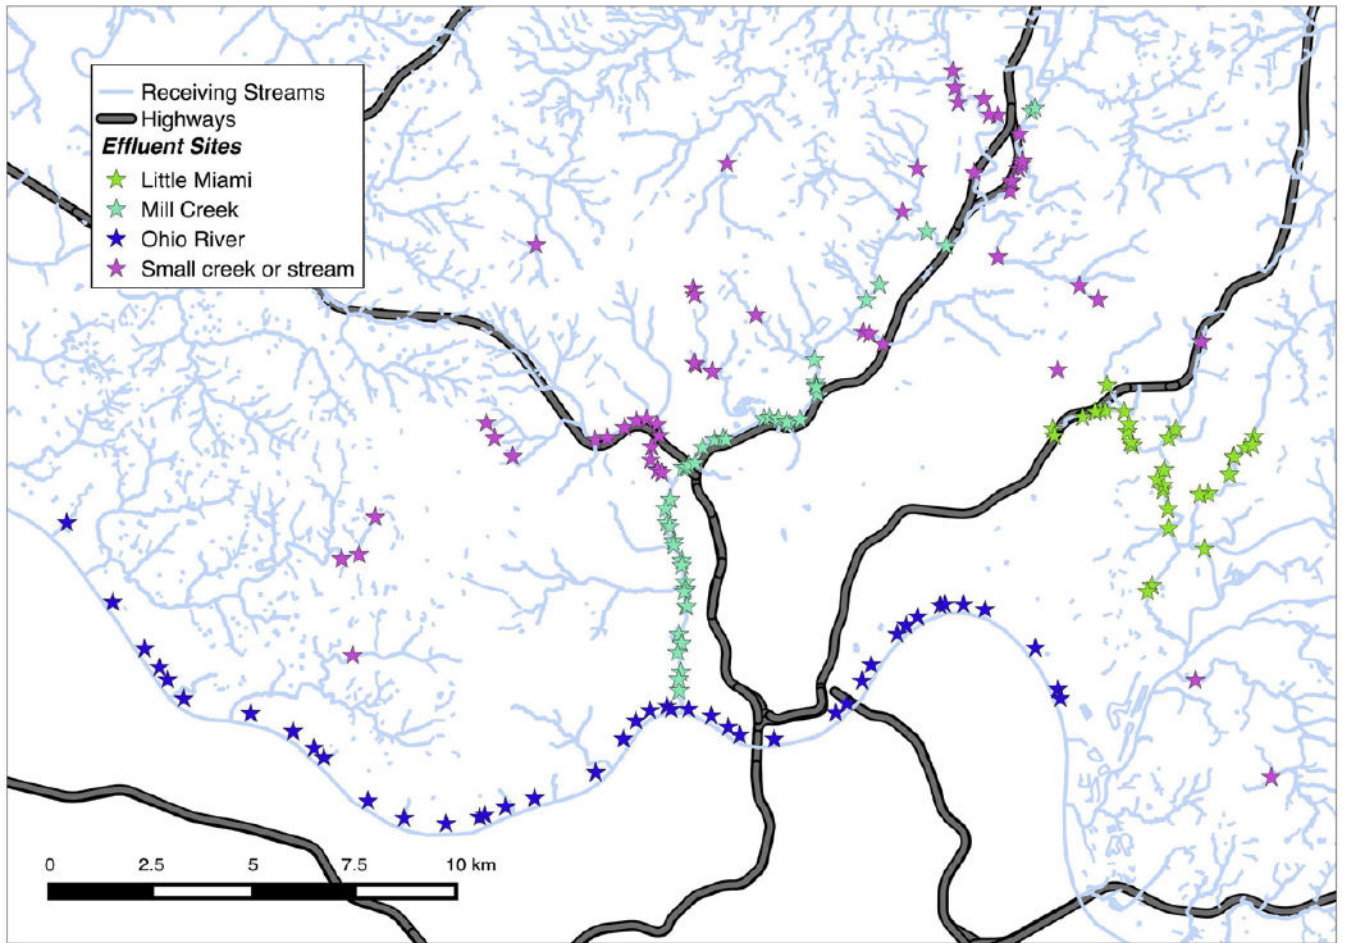 Receiving Streams
Highways
Effluent Sites
Little Miami
Mill Creek
Ohio River
Small creek or stream
0 2.5 5 7.5 10 km